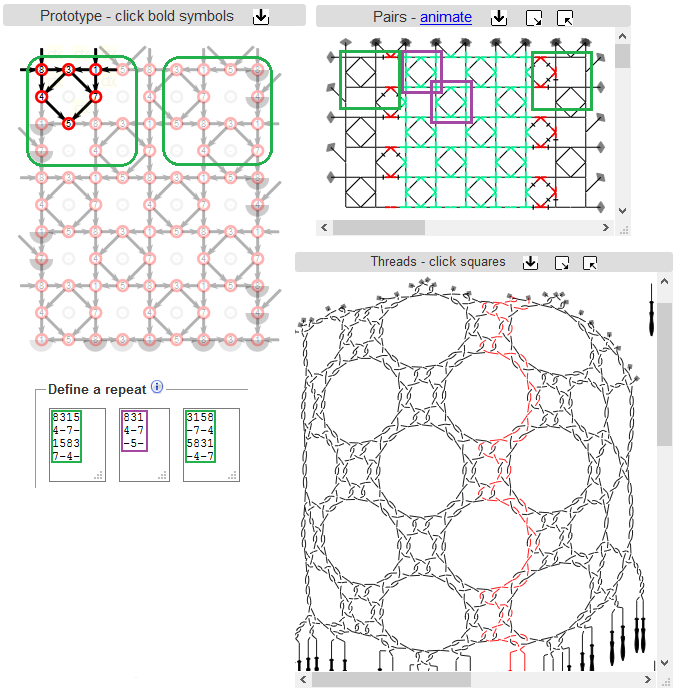 Prototype - click bold symbols
Pairs - animate
Threads - click squares
Define a repeat
8315
4-7-
1583
7-4-
831
4-7
-5-
3158
-7-4
5831
-4-7